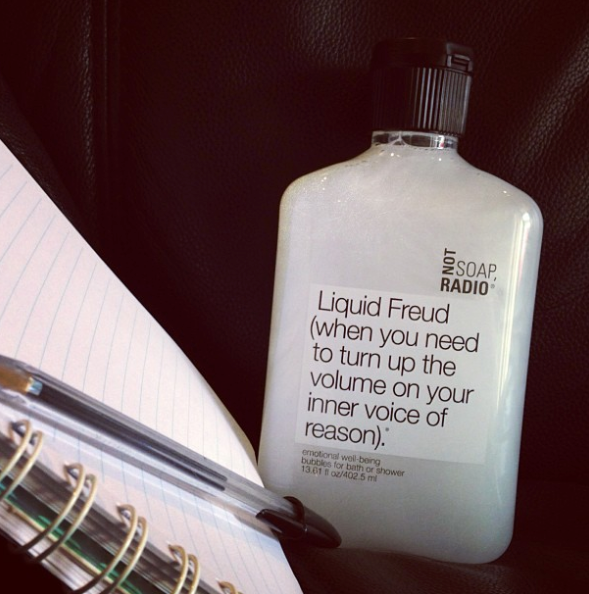 NOT
SOAP,
RADIO®
Liquid Freud
(when you need
to turn up the
volume on your
inner voice of
reason).*
emotional well-being
bubbles for bath or shower
13.61 fl oz/402.5 ml